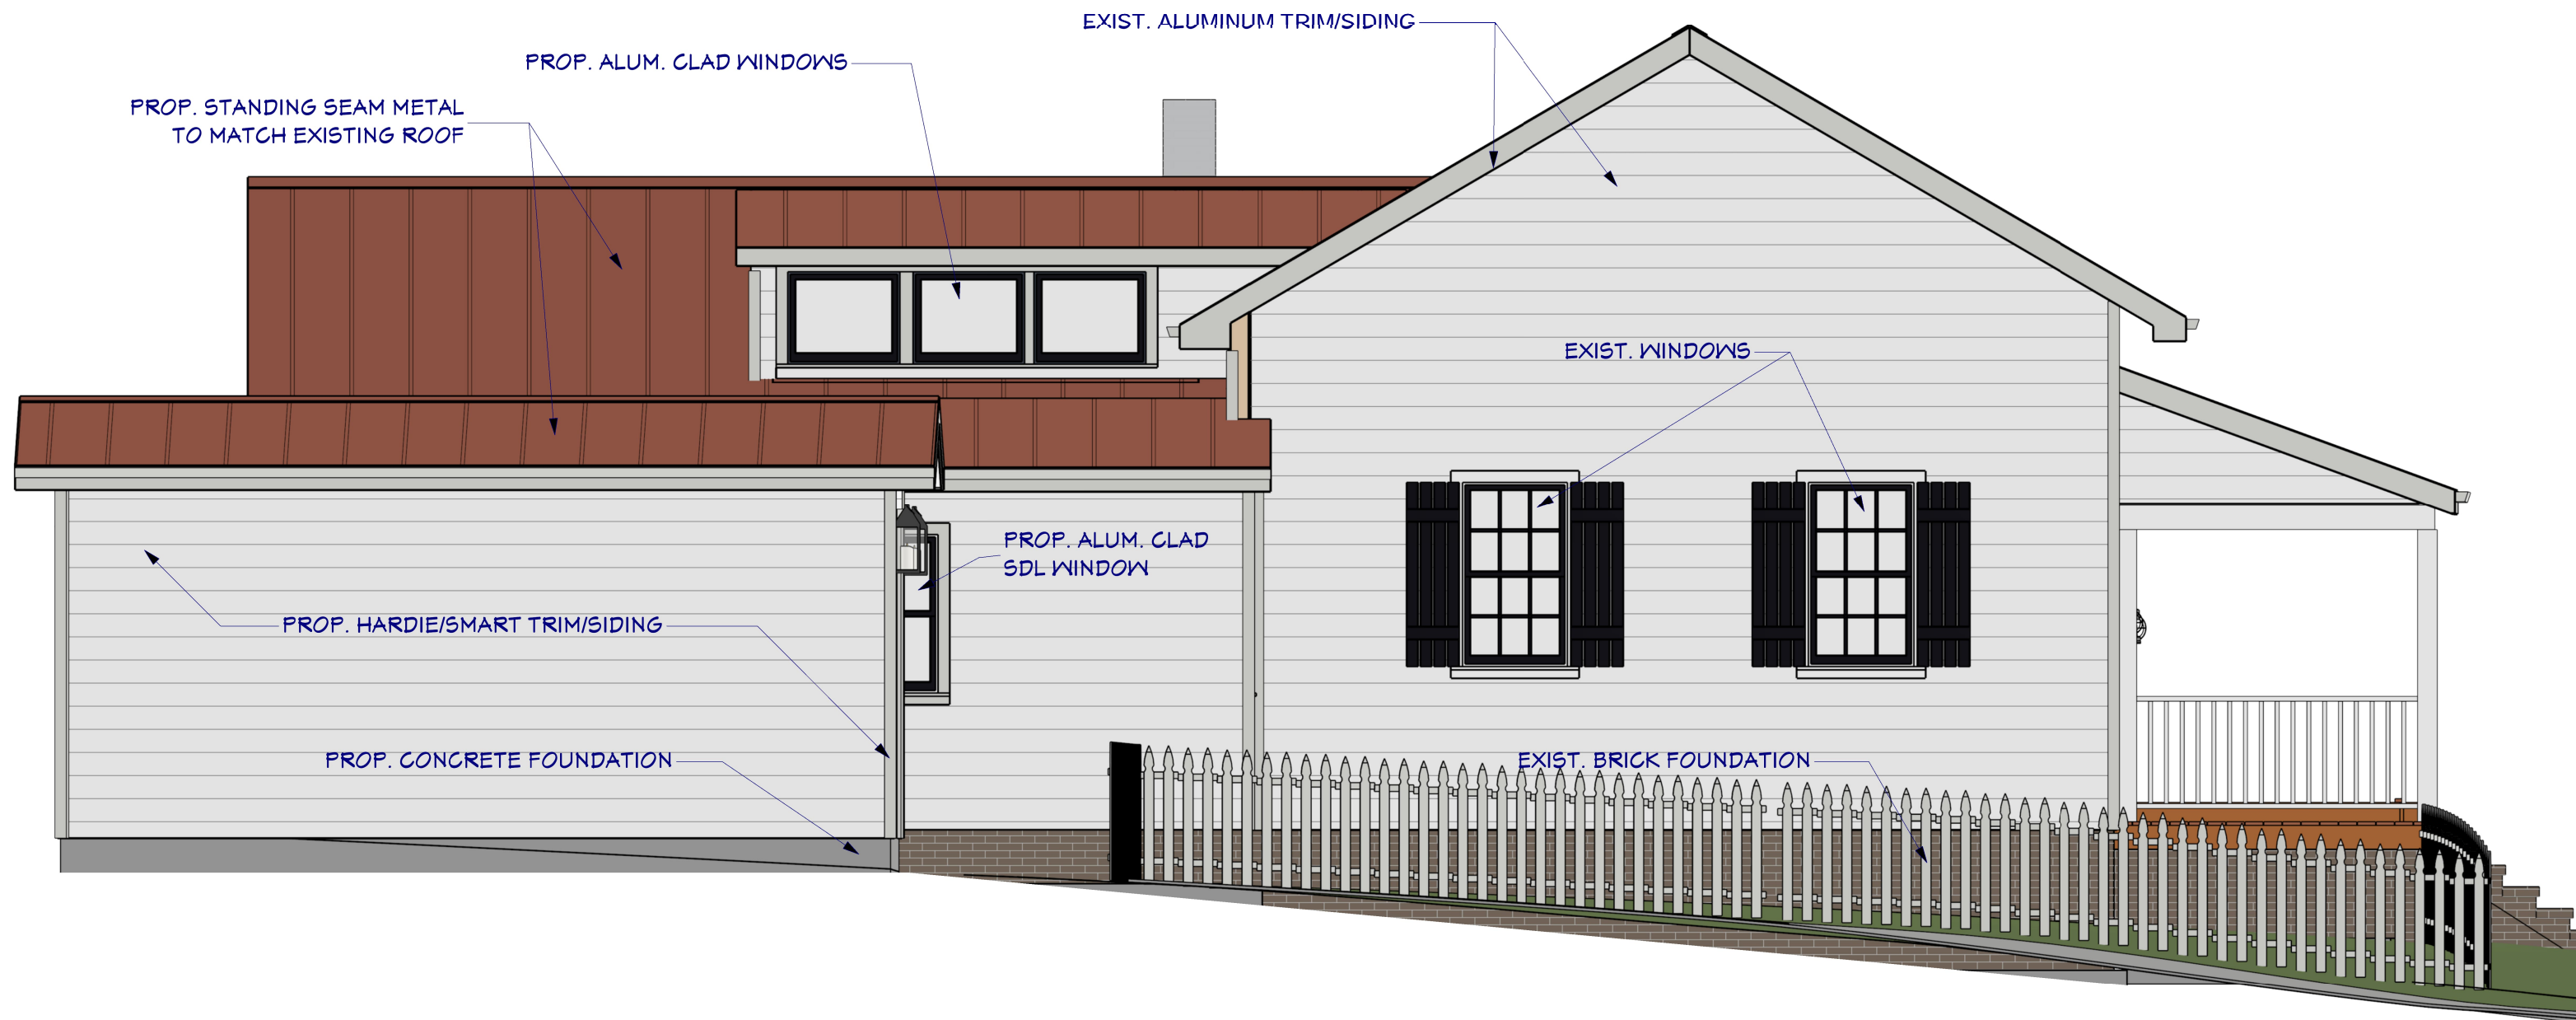 EXIST. ALUMINUM TRIM/SIDING
PROP. ALUM. CLAD WINDOWS
PROP. STANDING SEAM METAL
TO MATCH EXISTING ROOF
EXIST. WINDOWS
PROP. ALUM. CLAD
SDL WINDOW
PROP. HARDIE/SMART TRIM/SIDING
PROP. CONCRETE FOUNDATION
EXIST. BRICK FOUNDATION